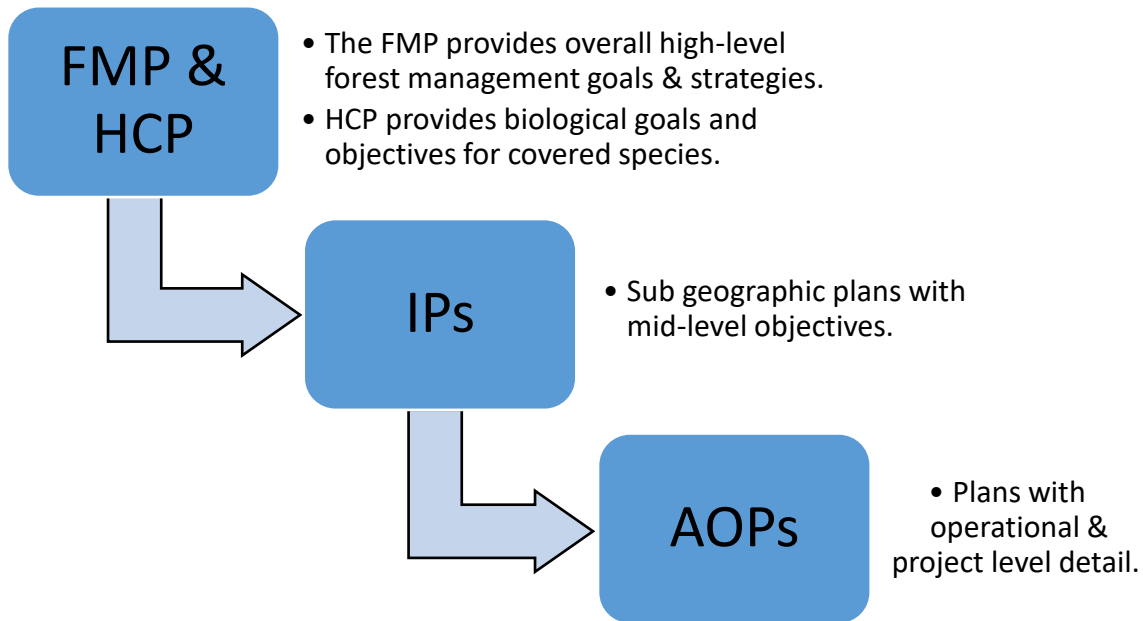 FMP &
HCP
• The FMP provides overall high-level
forest management goals & strategies.
• HCP provides biological goals and
objectives for covered species.
IPs
• Sub geographic plans with
mid-level objectives.
AOPs
• Plans with
operational &
project level detail.